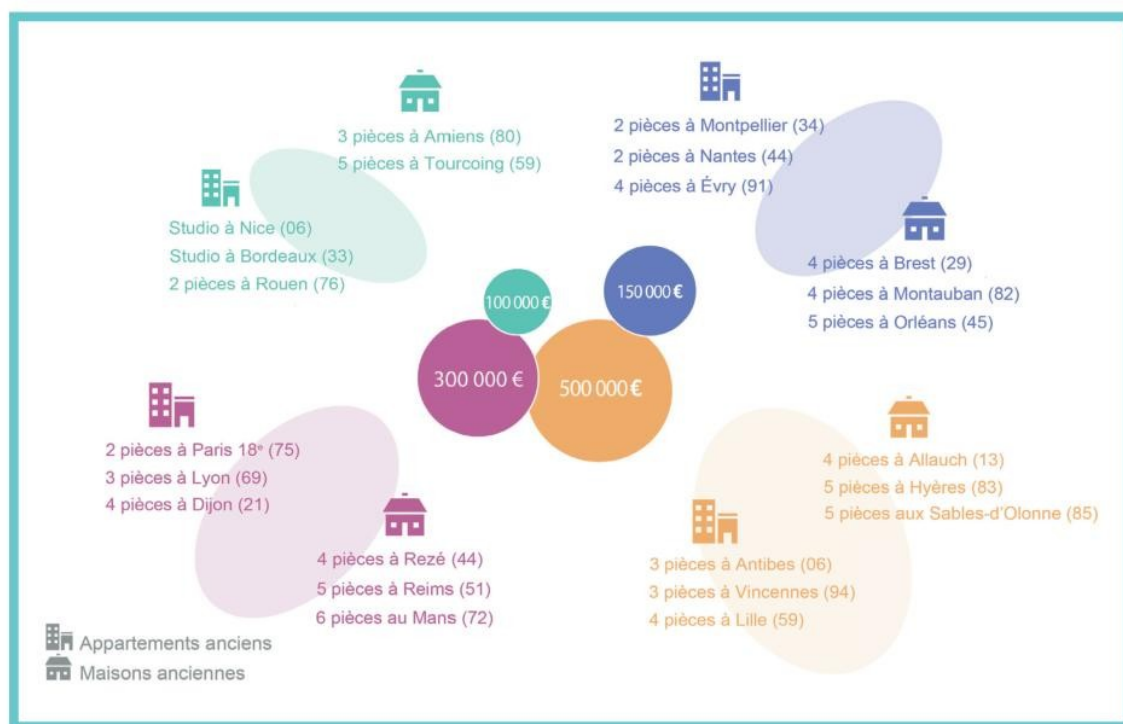 3 pièces à Amiens (80)
5 pièces à Tourcoing (59)
Studio à Nice (06)
Studio à Bordeaux (33)
2 pièces à Rouen (76)
2 pièces à Montpellier (34)
2 pièces à Nantes (44)
4 pièces à Évry (91)
4 pièces à Brest (29)
4 pièces à Montauban (82)
5 pièces à Orléans (45)
100 000 €
150 000 €
300 000 €
500 000 €
2 pièces à Paris 18ᵉ (75)
3 pièces à Lyon (69)
4 pièces à Dijon (21)
4 pièces à Rezé (44)
5 pièces à Reims (51)
6 pièces au Mans (72)
4 pièces à Allauch (13)
5 pièces à Hyères (83)
5 pièces aux Sables-d'Olonne (85)
3 pièces à Antibes (06)
3 pièces à Vincennes (94)
4 pièces à Lille (59)
Appartements anciens
Maisons anciennes